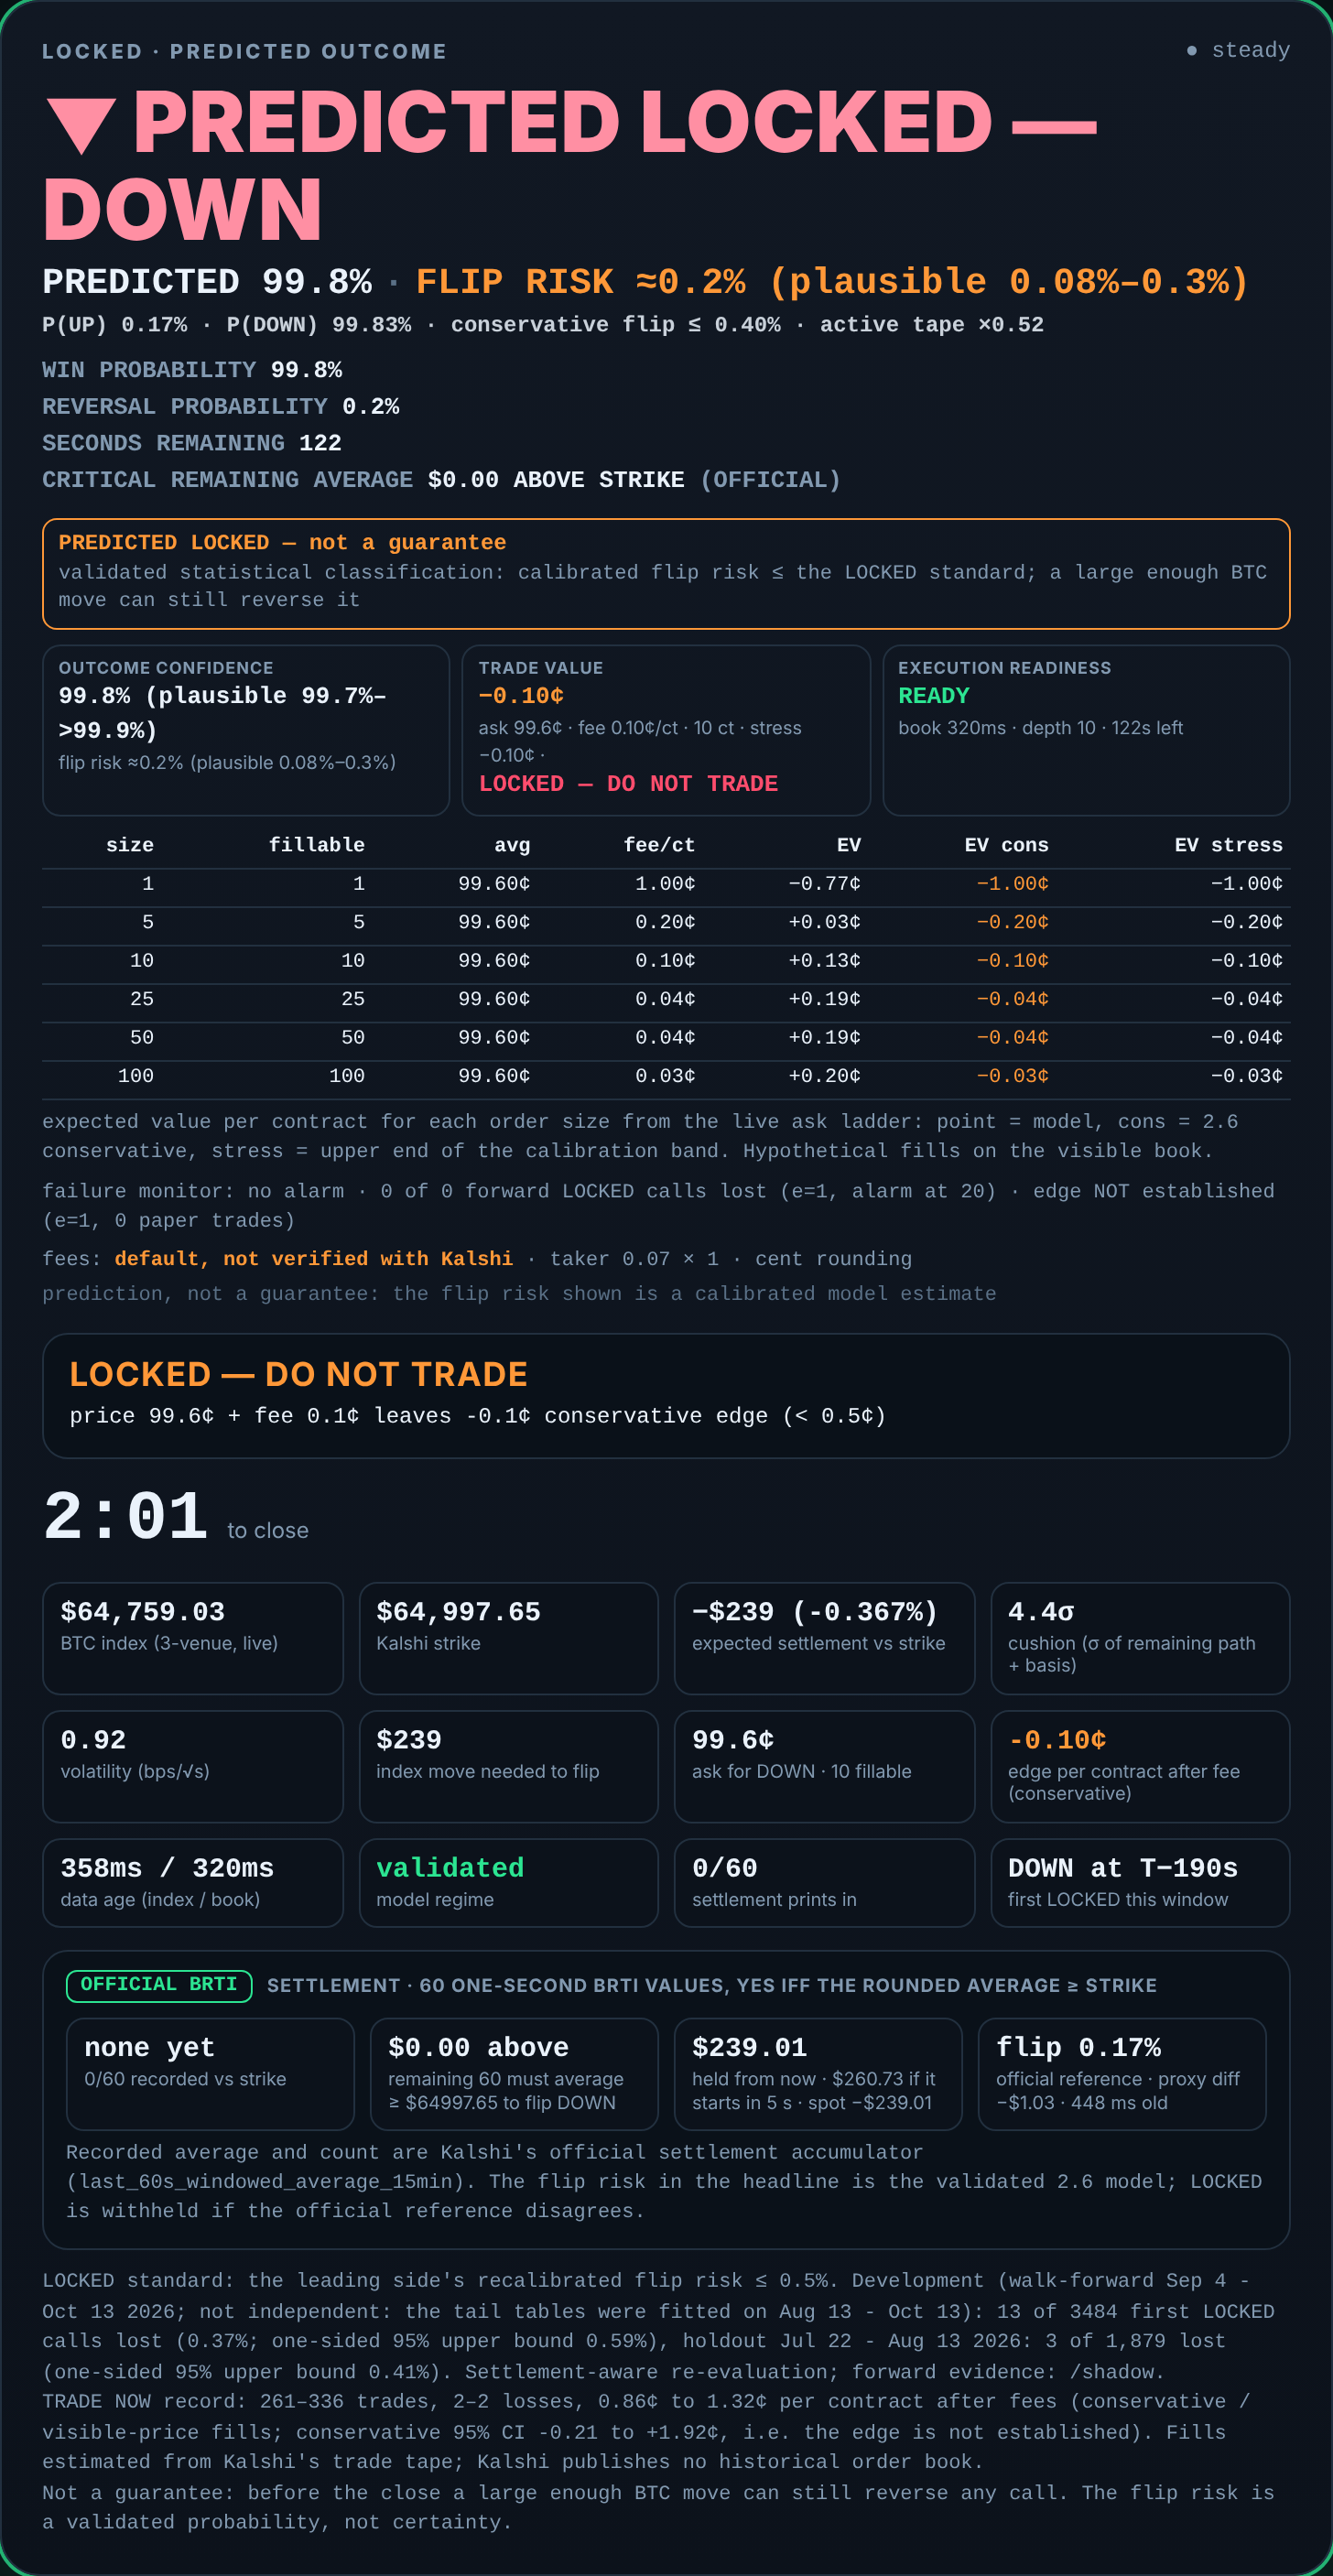 LOCKED · PREDICTED OUTCOME
● steady
▼ PREDICTED LOCKED —
DOWN
PREDICTED 99.8% · FLIP RISK ≈0.2% (plausible 0.08%–0.3%)
P(UP) 0.17% · P(DOWN) 99.83% · conservative flip ≤ 0.40% · active tape ×0.52
WIN PROBABILITY 99.8%
REVERSAL PROBABILITY 0.2%
SECONDS REMAINING 122
CRITICAL REMAINING AVERAGE $0.00 ABOVE STRIKE (OFFICIAL)
PREDICTED LOCKED — not a guarantee
validated statistical classification: calibrated flip risk ≤ the LOCKED standard; a large enough BTC
move can still reverse it
OUTCOME CONFIDENCE
99.8% (plausible 99.7%–
>99.9%)
flip risk ≈0.2% (plausible 0.08%–0.3%)
TRADE VALUE
−0.10¢
ask 99.6¢ · fee 0.10¢/ct · 10 ct · stress
−0.10¢ ·
LOCKED — DO NOT TRADE
EXECUTION READINESS
READY
book 320ms · depth 10 · 122s left
size fillable avg fee/ct EV EV cons EV stress
1 1 99.60¢ 1.00¢ −0.77¢ −1.00¢ −1.00¢
5 5 99.60¢ 0.20¢ +0.03¢ −0.20¢ −0.20¢
10 10 99.60¢ 0.10¢ +0.13¢ −0.10¢ −0.10¢
25 25 99.60¢ 0.04¢ +0.19¢ −0.04¢ −0.04¢
50 50 99.60¢ 0.04¢ +0.19¢ −0.04¢ −0.04¢
100 100 99.60¢ 0.03¢ +0.20¢ −0.03¢ −0.03¢
expected value per contract for each order size from the live ask ladder: point = model, cons = 2.6
conservative, stress = upper end of the calibration band. Hypothetical fills on the visible book.
failure monitor: no alarm · 0 of 0 forward LOCKED calls lost (e=1, alarm at 20) · edge NOT established
(e=1, 0 paper trades)
fees: default, not verified with Kalshi · taker 0.07 × 1 · cent rounding
prediction, not a guarantee: the flip risk shown is a calibrated model estimate
LOCKED — DO NOT TRADE
price 99.6¢ + fee 0.1¢ leaves -0.1¢ conservative edge (< 0.5¢)
2:01 to close
$64,759.03
BTC index (3-venue, live)
$64,997.65
Kalshi strike
−$239 (-0.367%)
expected settlement vs strike
4.4σ
cushion (σ of remaining path
+ basis)
0.92
volatility (bps/√s)
$239
index move needed to flip
99.6¢
ask for DOWN · 10 fillable
-0.10¢
edge per contract after fee
(conservative)
358ms / 320ms
data age (index / book)
validated
model regime
0/60
settlement prints in
DOWN at T−190s
first LOCKED this window
OFFICIAL BRTI SETTLEMENT · 60 ONE-SECOND BRTI VALUES, YES IFF THE ROUNDED AVERAGE ≥ STRIKE
none yet
0/60 recorded vs strike
$0.00 above
remaining 60 must average
≥ $64997.65 to flip DOWN
$239.01
held from now · $260.73 if it
starts in 5 s · spot −$239.01
flip 0.17%
official reference · proxy diff
−$1.03 · 448 ms old
Recorded average and count are Kalshi's official settlement accumulator
(last_60s_windowed_average_15min). The flip risk in the headline is the validated 2.6 model; LOCKED
is withheld if the official reference disagrees.
LOCKED standard: the leading side's recalibrated flip risk ≤ 0.5%. Development (walk-forward Sep 4 -
Oct 13 2026; not independent: the tail tables were fitted on Aug 13 - Oct 13): 13 of 3484 first LOCKED
calls lost (0.37%; one-sided 95% upper bound 0.59%), holdout Jul 22 - Aug 13 2026: 3 of 1,879 lost
(one-sided 95% upper bound 0.41%). Settlement-aware re-evaluation; forward evidence: /shadow.
TRADE NOW record: 261–336 trades, 2–2 losses, 0.86¢ to 1.32¢ per contract after fees (conservative /
visible-price fills; conservative 95% CI -0.21 to +1.92¢, i.e. the edge is not established). Fills
estimated from Kalshi's trade tape; Kalshi publishes no historical order book.
Not a guarantee: before the close a large enough BTC move can still reverse any call. The flip risk is
a validated probability, not certainty.